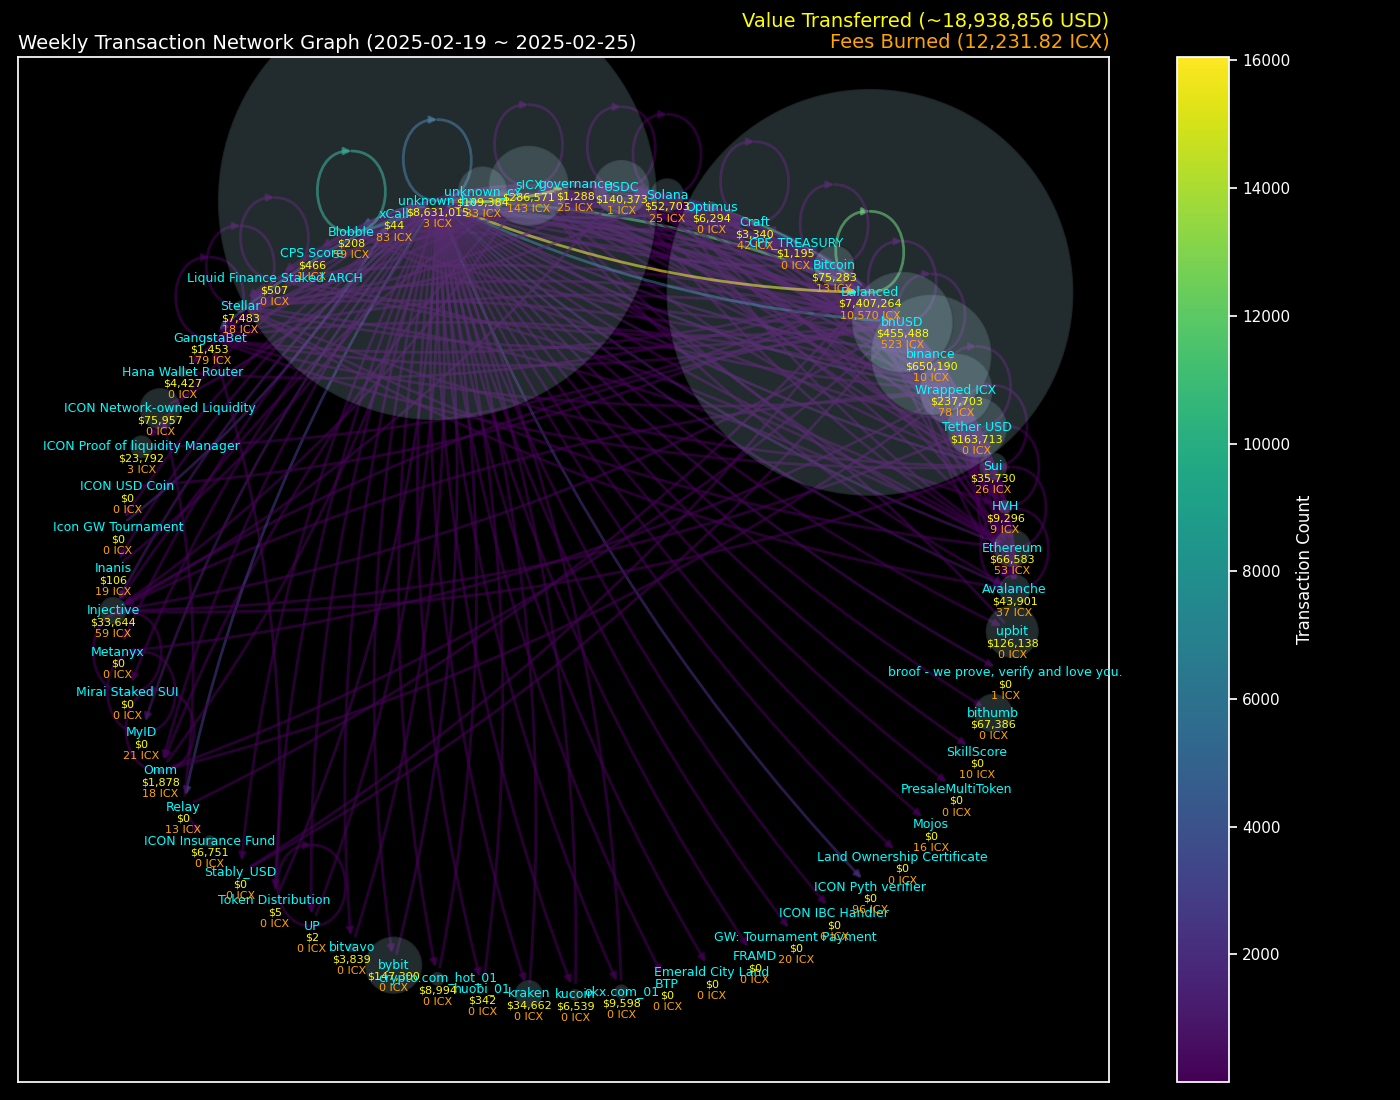 Value Transferred (~18,938,856 USD)
Weekly Transaction Network Graph (2025-02-19 ~ 2025-02-25)
Fees Burned (12,231.82 ICX)
unknown_cx
$109,384
33 ICX
sICX
$286,571
143 ICX
governance
$1,288
25 ICX
USDC
$140,373
1 ICX
Solana
$52,703
25 ICX
Optimus
$6,294
0 ICX
Craft
$3,340
42 ICX
CPF_TREASURY
$1,195
0 ICX
Bitcoin
$75,283
13 ICX
Balanced
$7,407,264
10,570 ICX
bnUSD
$455,488
523 ICX
binance
$650,190
10 ICX
Wrapped ICX
$237,703
78 ICX
Tether USD
$163,713
0 ICX
Sui
$35,730
26 ICX
HVH
$9,296
9 ICX
Ethereum
$66,583
53 ICX
Avalanche
$43,901
37 ICX
upbit
$126,138
0 ICX
broof - we prove, verify and love you.
$0
1 ICX
bithumb
$67,386
0 ICX
SkillScore
$0
10 ICX
PresaleMultiToken
$0
0 ICX
Mojos
$0
16 ICX
Land Ownership Certificate
$0
0 ICX
ICON Pyth verifier
$0
96 ICX
ICON IBC Handler
$0
ICX
GW: Tournament Payment
$0
20 ICX
FRAMD
$0
0 ICX
Emerald City Land
$0
0 ICX
BTP
$0
0 ICX
okx.com_01
$9,598
0 ICX
kucoin
$6,539
0 ICX
kraken
$34,662
0 ICX
huobi_01
$342
0 ICX
crypto.com_hot_01
$8,994
0 ICX
bybit
$147,300
0 ICX
bitvavo
$3,839
0 ICX
UP
$2
0 ICX
Token Distribution
$5
0 ICX
Stably_USD
$0
0 ICX
ICON Insurance Fund
$6,751
0 ICX
Relay
$0
13 ICX
Omm
$1,878
18 ICX
MyID
$0
21 ICX
Mirai Staked SUI
$0
0 ICX
Metanyx
$0
0 ICX
Injective
$33,644
59 ICX
Inanis
$106
19 ICX
Icon GW Tournament
$0
0 ICX
ICON USD Coin
$0
0 ICX
ICON Proof of liquidity Manager
$23,792
3 ICX
ICON Network-owned Liquidity
$75,957
0 ICX
Hana Wallet Router
$4,427
0 ICX
GangstaBet
$1,453
179 ICX
Stellar
$7,483
18 ICX
Liquid Finance Staked ARCH
$507
0 ICX
CPS Score
$466
ICX
Blobble
$208
ICX
xCall
$44
83 ICX
unknown
$8,631,015
3 ICX
16000
14000
12000
10000
8000
6000
4000
2000
Transaction Count